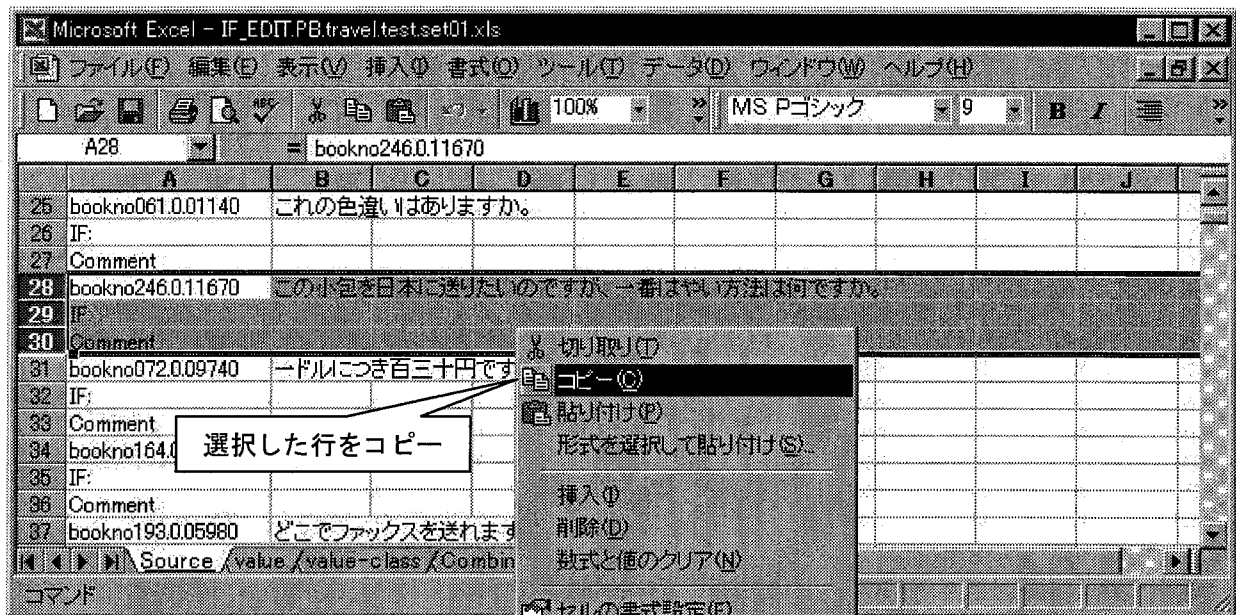 Microsoft Excel - IF_EDIT.PB.travel.test.set01.xls
ファイル(F) 編集(E) 表示(V) 挿入(I) 書式(O) ツール(T) データ(D) ウィンドウ(W) ヘルプ(H)
100% MS Pゴシック 9 B I
A28 = bookno246.0.11670
A B C D E F G H I J
25 bookno061.0.01140 これの色違いはありますか。
26 IF:
27 Comment
28 bookno246.0.11670 この小包を日本に送りたいのですが、一番はやい方法は何ですか。
29 IF:
30 Comment
31 bookno072.0.09740 一ドルにつき百三十円です
32 IF:
33 Comment
34 bookno164.0
35 IF:
36 Comment
37 bookno193.0.05980 どこでファックスを送れます
選択した行をコピー
切り取り(T)
コピー(C)
貼り付け(P)
形式を選択して貼り付け(S)...
挿入(I)
削除(D)
数式と値のクリア(N)
セルの書式設定(F)
Source value value-class Combin
コマンド